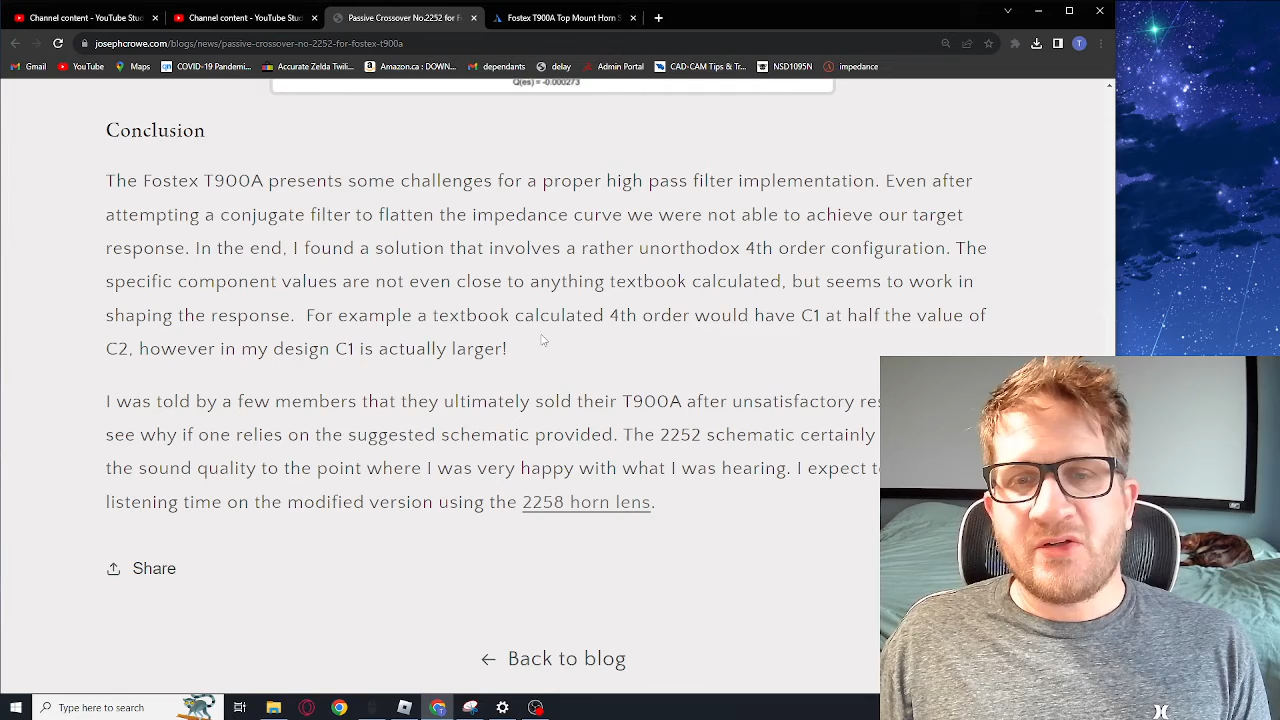 Channel content - YouTube Stud
Channel content - YouTube Stud
Passive Crossover No:2252 for F
Fostex T900A Top Mount Horn S
josephcrowe.com/blogs/news/passive-crossover-no-2252-for-fostex-t900a
Gmail YouTube Maps COVID-19 Pandemi... Accurate Zelda Twili... Amazon.ca : DOWN... dependants delay Admin Portal CAD-CAM Tips & Tr... NSD1095N impedance
T
Q(es) = -0.000273
Conclusion
The Fostex T900A presents some challenges for a proper high pass filter implementation. Even after
attempting a conjugate filter to flatten the impedance curve we were not able to achieve our target
response. In the end, I found a solution that involves a rather unorthodox 4th order configuration. The
specific component values are not even close to anything textbook calculated, but seems to work in
shaping the response. For example a textbook calculated 4th order would have C1 at half the value of
C2, however in my design C1 is actually larger!
I was told by a few members that they ultimately sold their T900A after unsatisfactory res
see why if one relies on the suggested schematic provided. The 2252 schematic certainly
the sound quality to the point where I was very happy with what I was hearing. I expect to
listening time on the modified version using the 2258 horn lens.
Share
← Back to blog
Type here to search